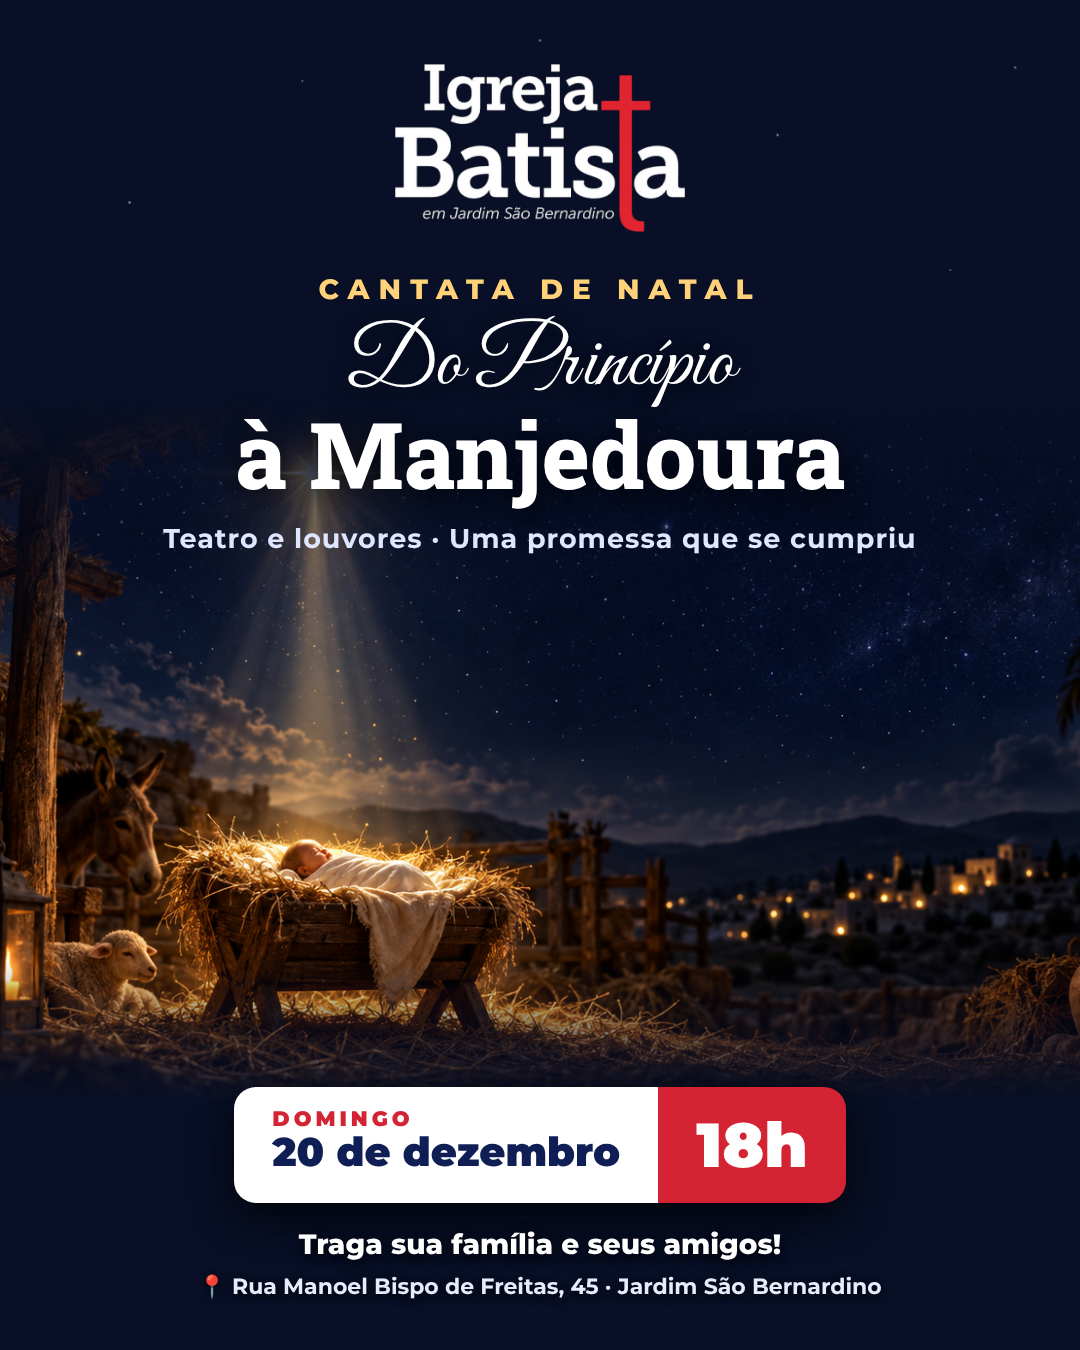 Igreja
Batista
em Jardim São Bernardino
CANTATA DE NATAL
Do Princípio
à Manjedoura
Teatro e louvores · Uma promessa que se cumpriu
DOMINGO
20 de dezembro
18h
Traga sua família e seus amigos!
📍 Rua Manoel Bispo de Freitas, 45 · Jardim São Bernardino